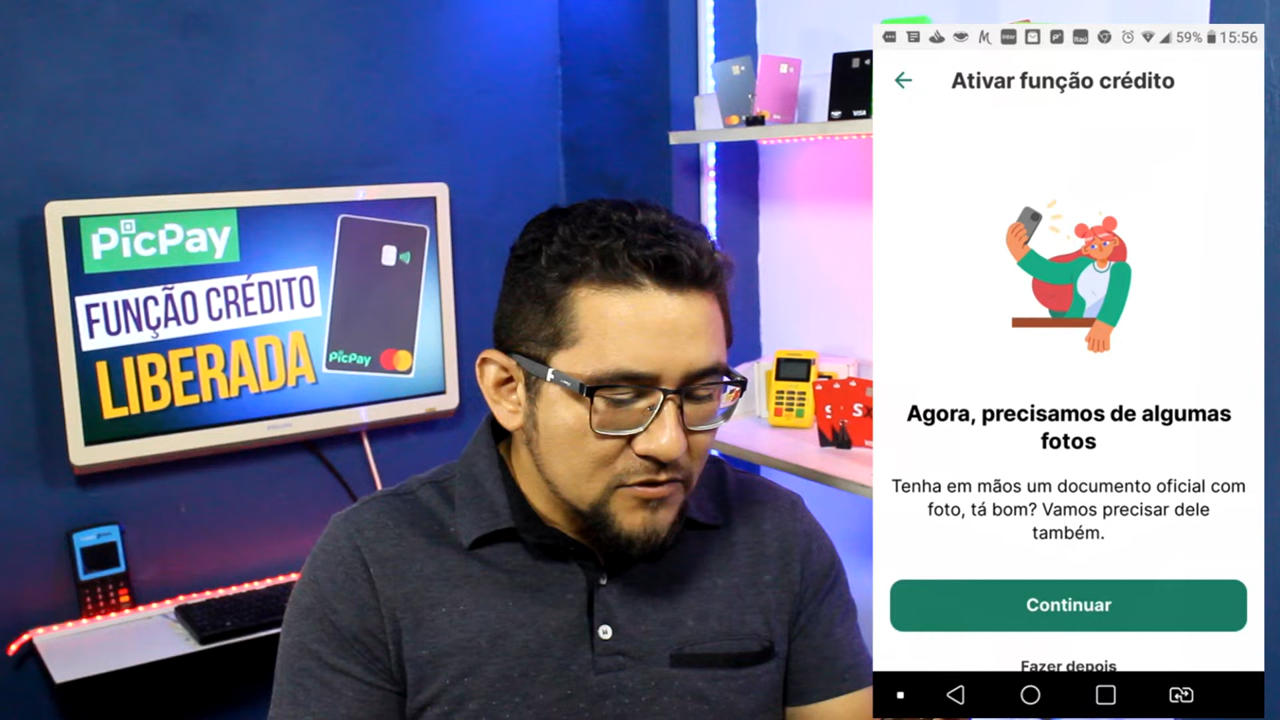 PicPay
FUNÇÃO CRÉDITO
LIBERADA
PicPay
VISA
59% 15:56
Ativar função crédito
Agora, precisamos de algumas
fotos
Tenha em mãos um documento oficial com
foto, tá bom? Vamos precisar dele
também.
Continuar
Fazer depois